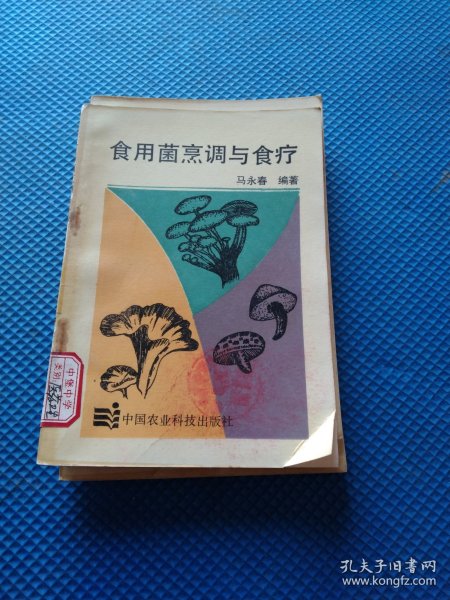 食用菌烹调与食疗
马永春 编著
中国农业科技出版社
孔夫子旧书网
www.kongfz.com